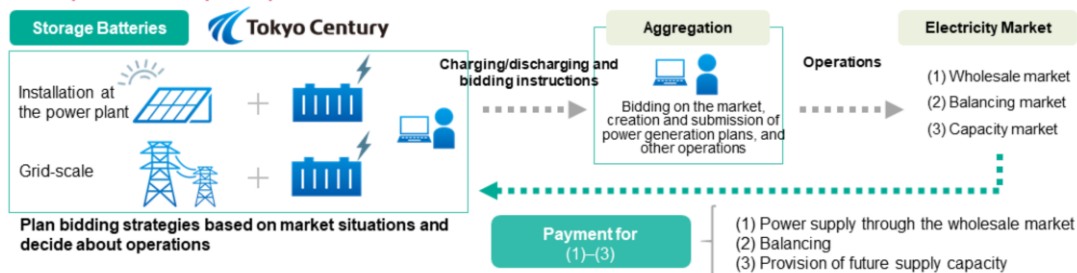 Storage Batteries
Tokyo Century
Aggregation
Electricity Market
Installation at
the power plant
Grid-scale
Charging/discharging and
bidding instructions
Bidding on the market,
creation and submission of
power generation plans, and
other operations
Operations
(1) Wholesale market
(2) Balancing market
(3) Capacity market
Plan bidding strategies based on market situations and
decide about operations
Payment for
(1)–(3)
(1) Power supply through the wholesale market
(2) Balancing
(3) Provision of future supply capacity